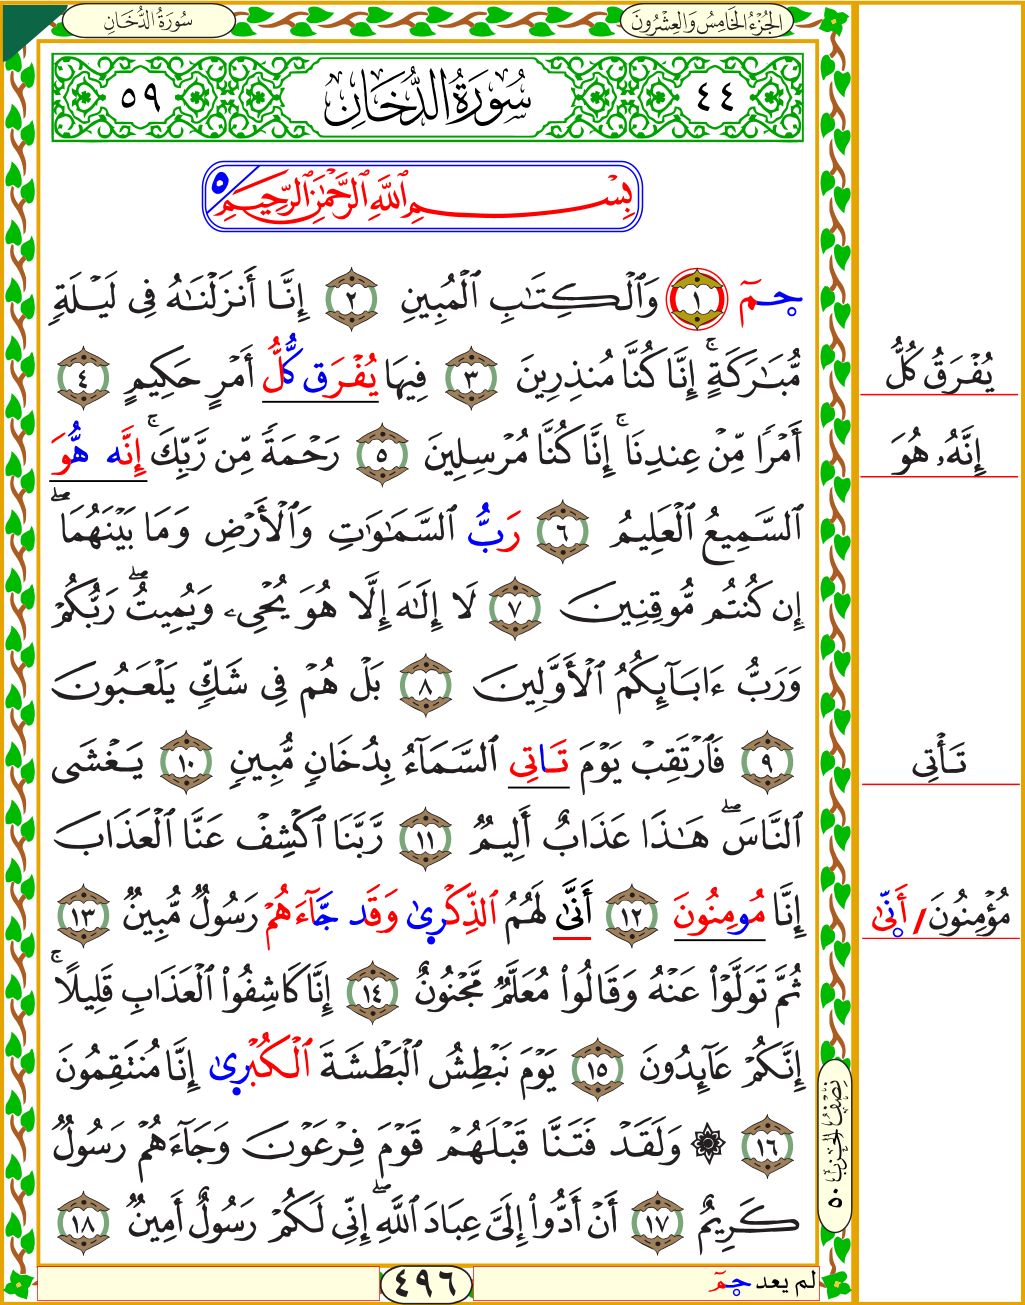 سُورَةُ الدُّخَانِ
الجُزْءُ الخَامِسُ وَالعِشْرُونَ
٤٤ سُورَةُ الدُّخَانِ ٥٩
بِسْمِ ٱللَّهِ ٱلرَّحْمَٰنِ ٱلرَّحِيمِ ٥
حمٓ ١ وَٱلْكِتَٰبِ ٱلْمُبِينِ ٢ إِنَّا أَنزَلْنَٰهُ فِى لَيْلَةٍ
مُّبَٰرَكَةٍ ۚ إِنَّا كُنَّا مُنذِرِينَ ٣ فِيهَا يُفْرَق كُّلُّ أَمْرٍ حَكِيمٍ ٤
يُفْرَقُ كُلُّ
أَمْرًا مِّنْ عِندِنَا ۚ إِنَّا كُنَّا مُرْسِلِينَ ٥ رَحْمَةً مِّن رَّبِّكَ ۚ إِنَّه هُّوَ
إِنَّهُۥ هُوَ
ٱلسَّمِيعُ ٱلْعَلِيمُ ٦ رَبُّ ٱلسَّمَٰوَٰتِ وَٱلْأَرْضِ وَمَا بَيْنَهُمَا ۖ
إِن كُنتُم مُّوقِنِينَ ٧ لَا إِلَٰهَ إِلَّا هُوَ يُحْىِۦ وَيُمِيتُ ۖ رَبُّكُمْ
وَرَبُّ ءَابَآئِكُمُ ٱلْأَوَّلِينَ ٨ بَلْ هُمْ فِى شَكٍّ يَلْعَبُونَ
٩ فَٱرْتَقِبْ يَوْمَ تَاتِى ٱلسَّمَآءُ بِدُخَانٍ مُّبِينٍ ١٠ يَغْشَى
تَأْتِى
ٱلنَّاسَ ۖ هَٰذَا عَذَابٌ أَلِيمٌ ١١ رَّبَّنَا ٱكْشِفْ عَنَّا ٱلْعَذَابَ
إِنَّا مُومِنُونَ ١٢ أَنَّىٰ لَهُمُ ٱلذِّكْرىٰ وَقَد جَّآءَهُمْ رَسُولٌ مُّبِينٌ ١٣
مُؤْمِنُونَ / أَنّىٰ
ثُمَّ تَوَلَّوْا۟ عَنْهُ وَقَالُوا۟ مُعَلَّمٌ مَّجْنُونٌ ١٤ إِنَّا كَاشِفُوا۟ ٱلْعَذَابِ قَلِيلًا ۚ
إِنَّكُمْ عَآئِدُونَ ١٥ يَوْمَ نَبْطِشُ ٱلْبَطْشَةَ ٱلْكُبْرىٰ إِنَّا مُنتَقِمُونَ
١٦ ۞ وَلَقَدْ فَتَنَّا قَبْلَهُمْ قَوْمَ فِرْعَوْنَ وَجَآءَهُمْ رَسُولٌ
كَرِيمٌ ١٧ أَنْ أَدُّوٓا۟ إِلَىَّ عِبَادَ ٱللَّهِ ۖ إِنِّى لَكُمْ رَسُولٌ أَمِينٌ ١٨
نِصْفُ الحِزْبِ ٥٠
لم يعد حمٓ
٤٩٦